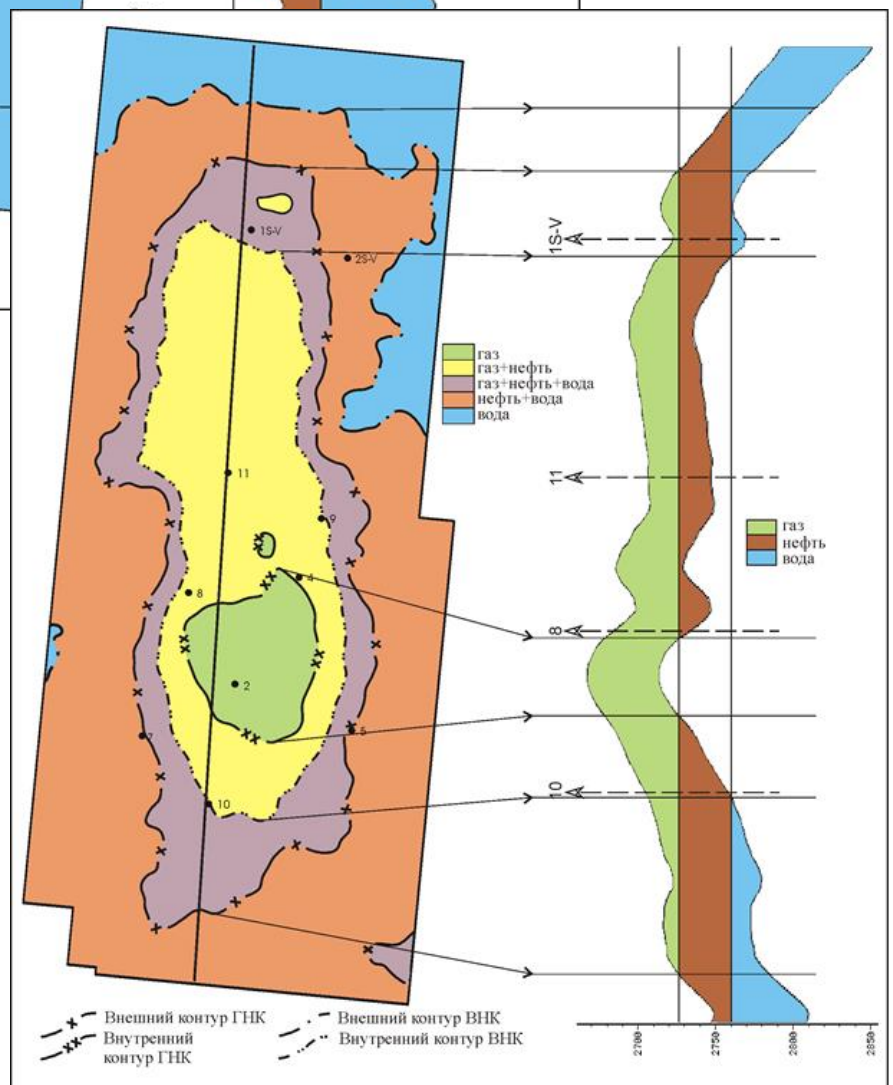 1S-V
2S-V
11
9
8
4
2
7
5
10
газ
газ+нефть
газ+нефть+вода
нефть+вода
вода
1S-V
11
8
10
газ
нефть
вода
Внешний контур ГНК
Внутренний
контур ГНК
Внешний контур ВНК
Внутренний контур ВНК
2700
2750
2800
2850